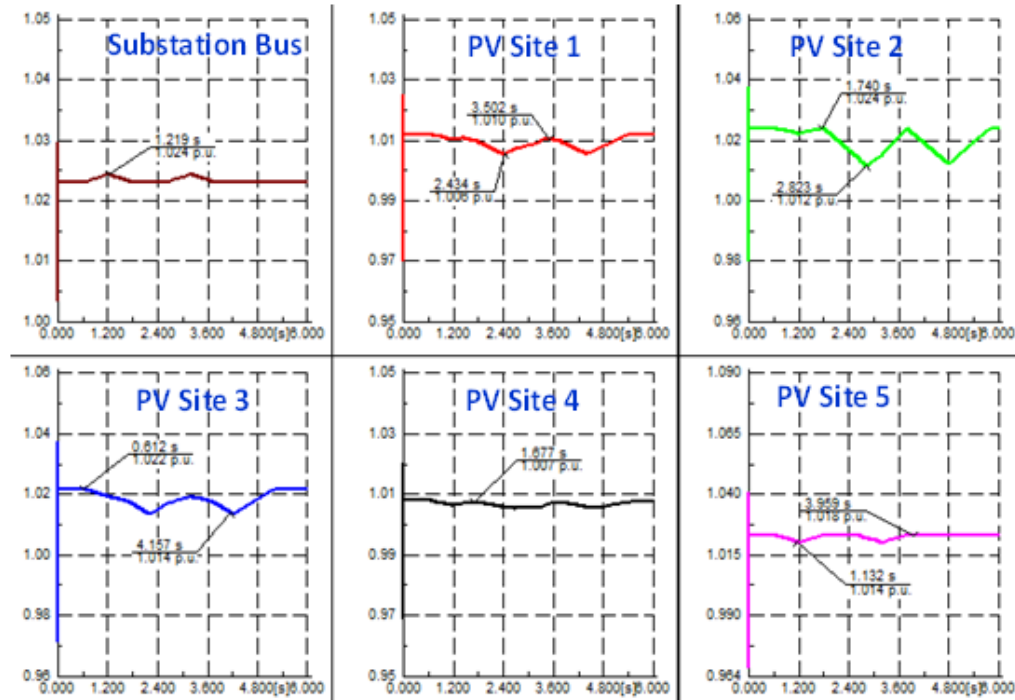 Substation Bus
1.05
1.04
1.03
1.02
1.01
1.00
1.219 s
1.024 p.u.
0.000 1.200 2.400 3.600 4.800[s]6.000
PV Site 1
1.05
1.03
1.01
0.99
0.97
0.95
3.502 s
1.010 p.u.
2.434 s
1.006 p.u.
0.000 1.200 2.400 3.600 4.800[s]6.000
PV Site 2
1.06
1.04
1.02
1.00
0.98
0.96
1.740 s
1.024 p.u.
2.823 s
1.012 p.u.
0.000 1.200 2.400 3.600 4.800[s]6.000
PV Site 3
1.06
1.04
1.02
1.00
0.98
0.96
0.612 s
1.022 p.u.
4.157 s
1.014 p.u.
0.000 1.200 2.400 3.600 4.800[s]6.000
PV Site 4
1.05
1.03
1.01
0.99
0.97
0.95
1.677 s
1.007 p.u.
0.000 1.200 2.400 3.600 4.800[s]6.000
PV Site 5
1.090
1.065
1.040
1.015
0.990
0.964
3.959 s
1.018 p.u.
1.132 s
1.014 p.u.
0.000 1.200 2.400 3.600 4.800[s]6.000